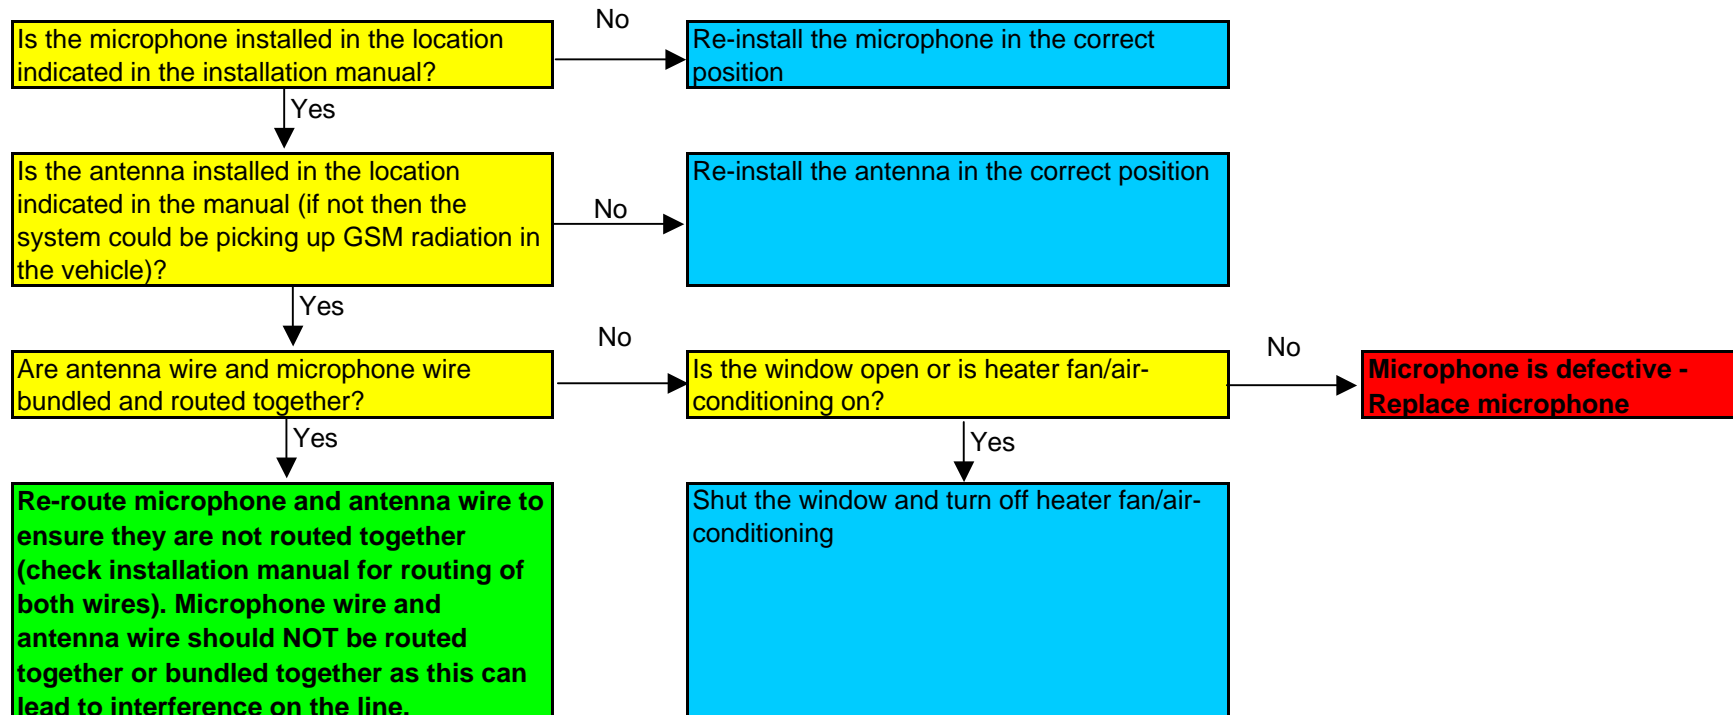 No
Is the microphone installed in the location
indicated in the installation manual?
Re-install the microphone in the correct
position
Yes
Is the antenna installed in the location
indicated in the manual (if not then the
system could be picking up GSM radiation in
the vehicle)?
No
Re-install the antenna in the correct position
Yes
Are antenna wire and microphone wire
bundled and routed together?
No
Is the window open or is heater fan/air-
conditioning on?
No
Microphone is defective -
Replace microphone
Yes
Yes
Re-route microphone and antenna wire to
ensure they are not routed together
(check installation manual for routing of
both wires). Microphone wire and
antenna wire should NOT be routed
together or bundled together as this can
lead to interference on the line.
Shut the window and turn off heater fan/air-
conditioning